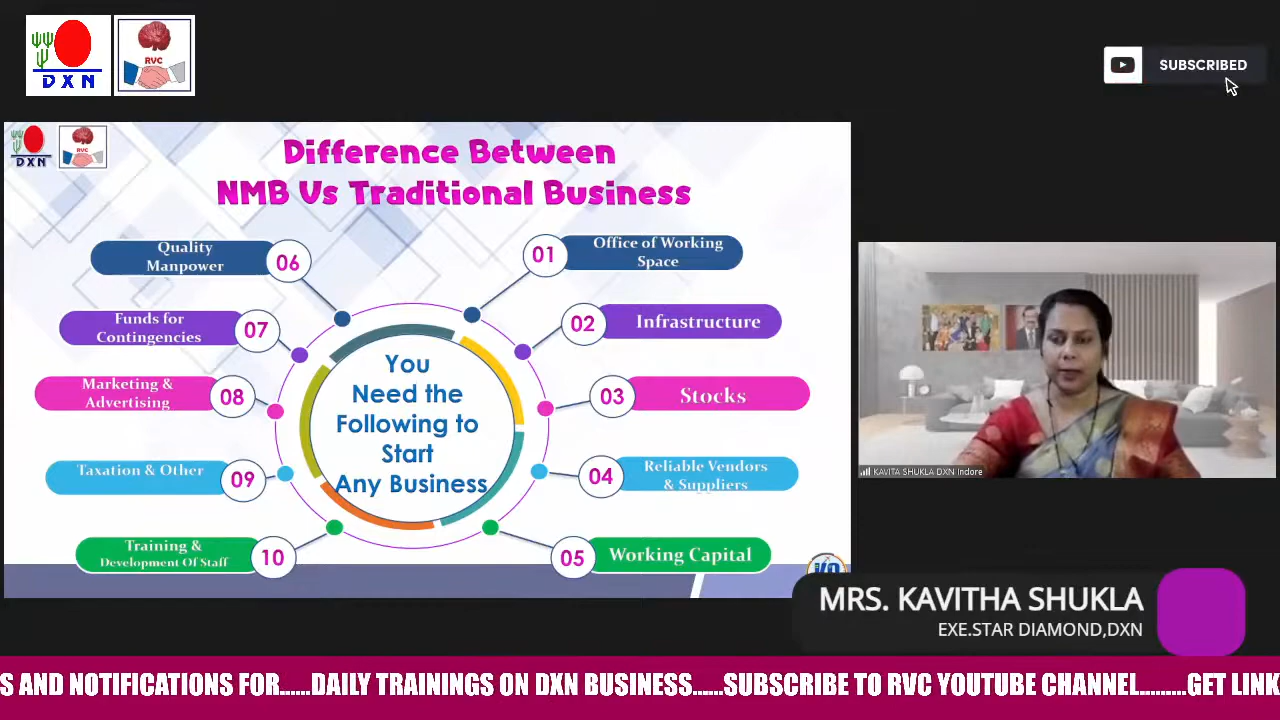 DXN
RVC
SUBSCRIBED
DXN
RVC
Difference Between
NMB Vs Traditional Business
You
Need the
Following to
Start
Any Business
01
Office of Working
Space
02
Infrastructure
03
Stocks
04
Reliable Vendors
& Suppliers
05
Working Capital
06
Quality
Manpower
07
Funds for
Contingencies
08
Marketing &
Advertising
09
Taxation & Other
10
Training &
Development Of Staff
KAVITA SHUKLA DXN Indore
MRS. KAVITHA SHUKLA
EXE.STAR DIAMOND,DXN
S AND NOTIFICATIONS FOR......DAILY TRAININGS ON DXN BUSINESS......SUBSCRIBE TO RVC YOUTUBE CHANNEL.........GET LINK